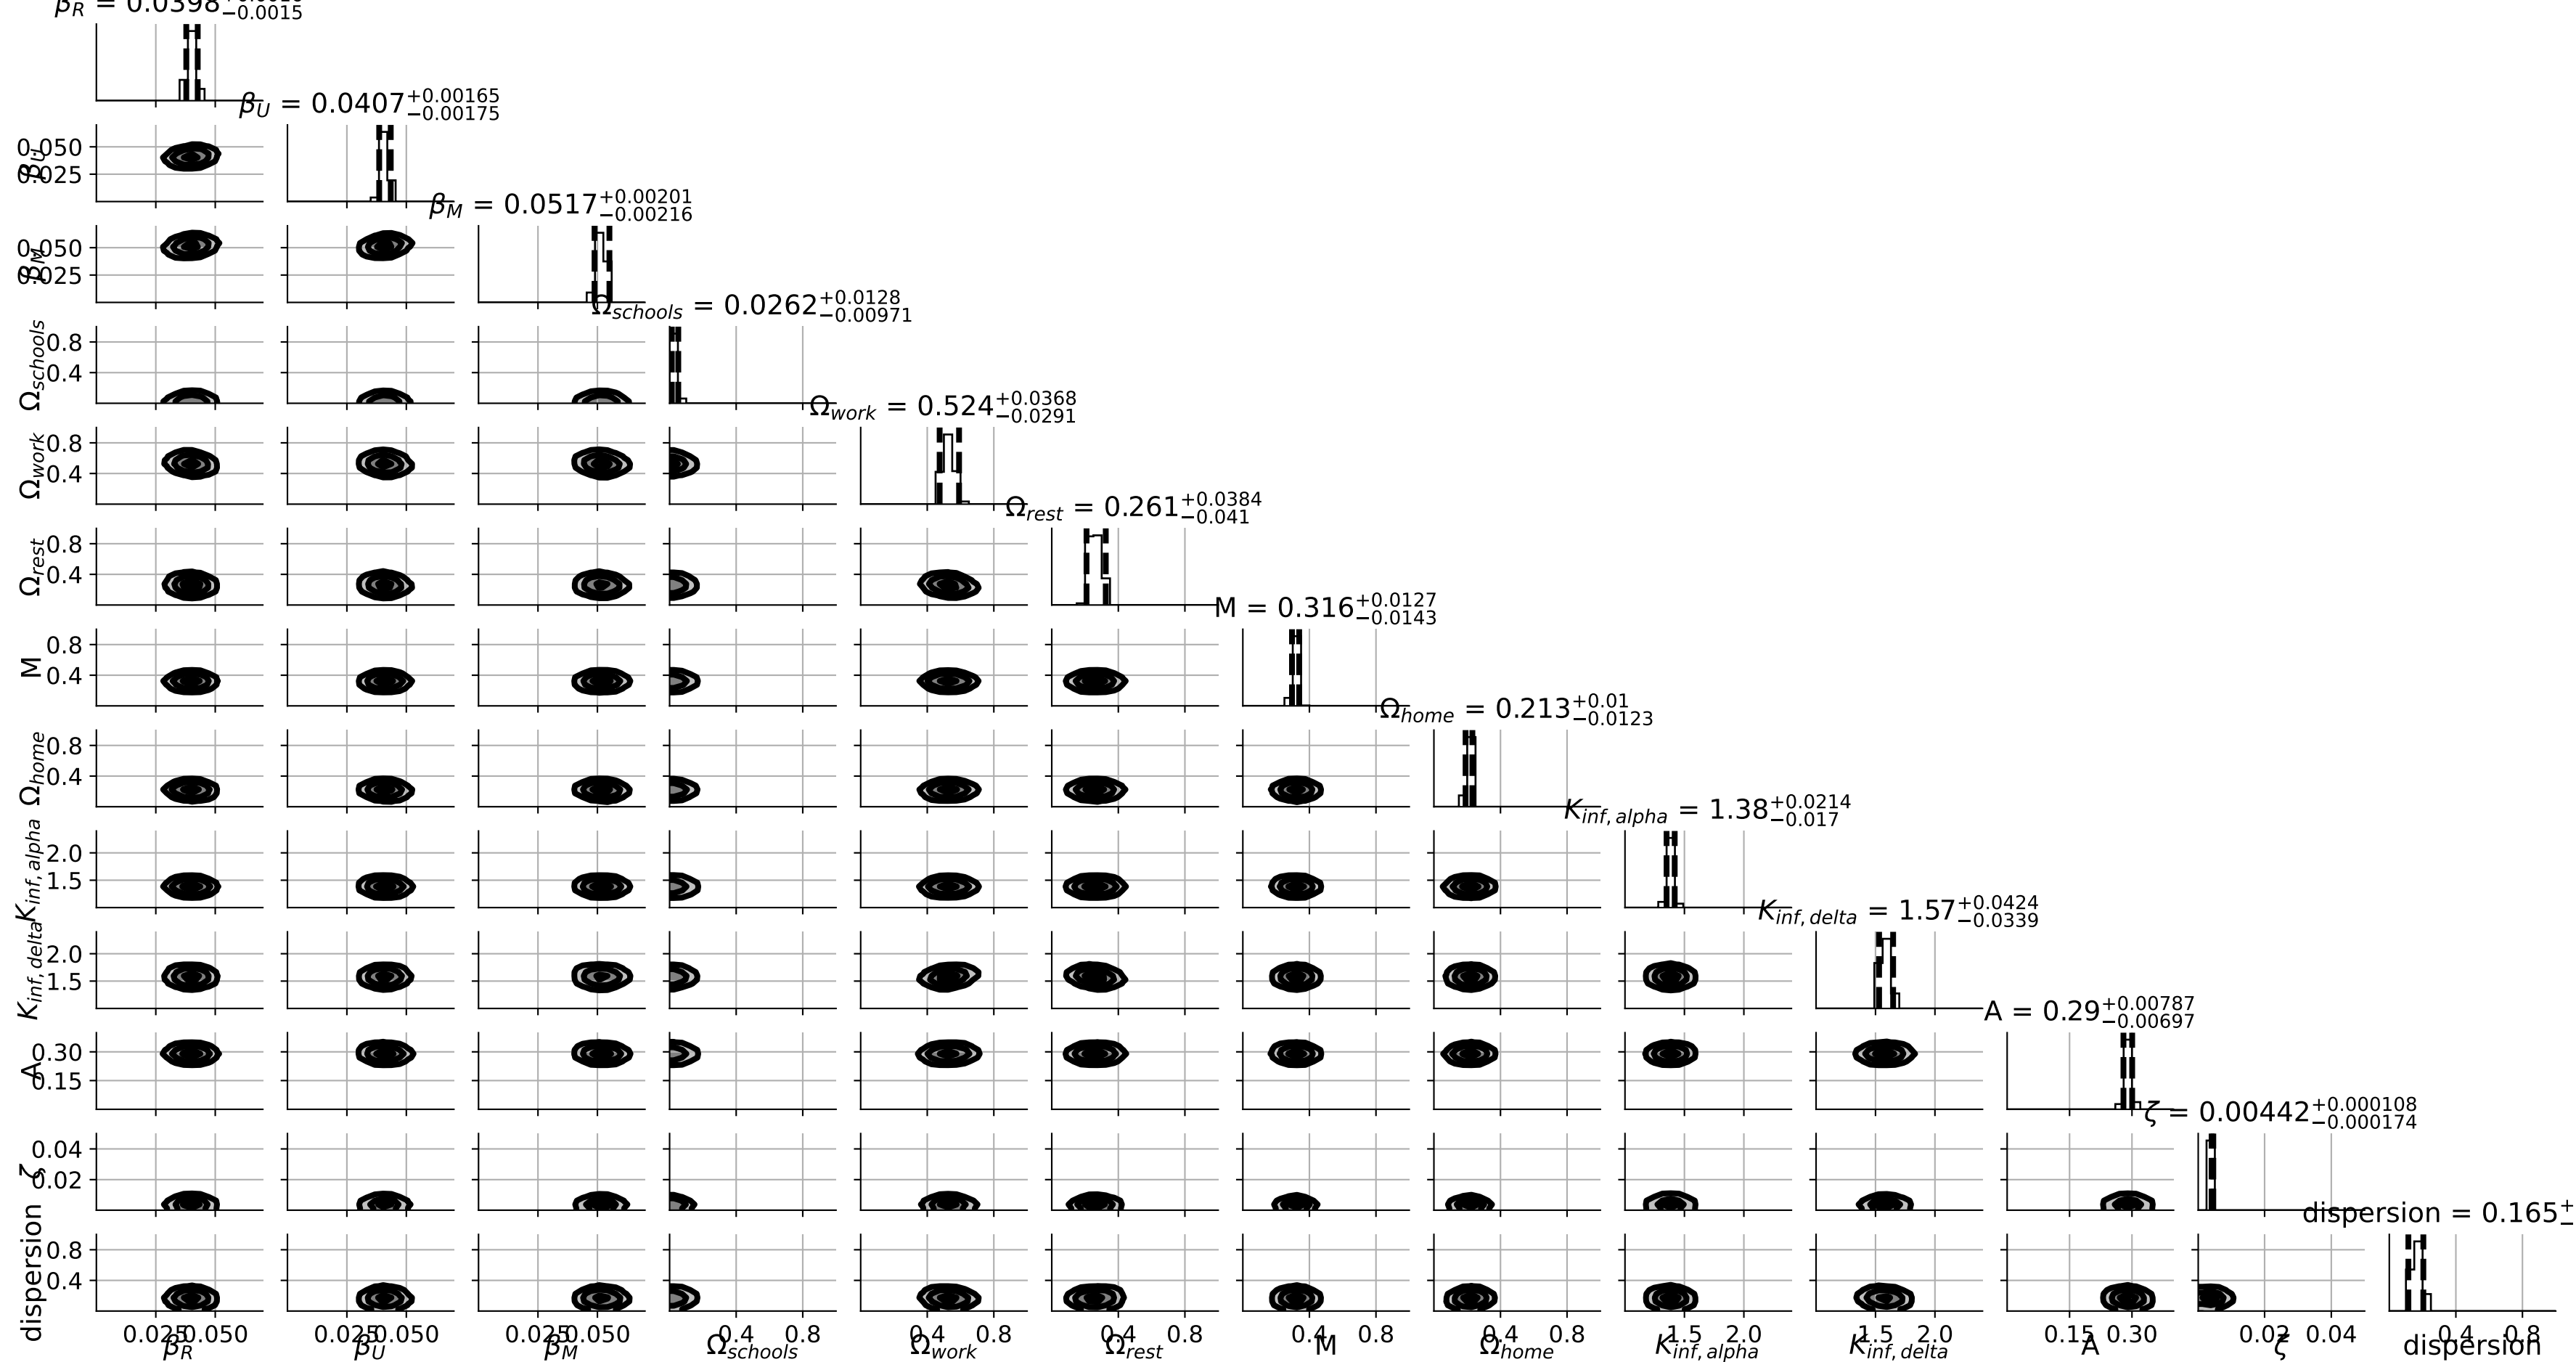 β_R = 0.0398 −0.0015
β_U = 0.0407 +0.00165 −0.00175
0.050
0.025
β_U
β_M = 0.0517 +0.00201 −0.00216
0.050
0.025
β_M
Ω_schools = 0.0262 +0.0128 −0.00971
0.8
0.4
Ω_schools
Ω_work = 0.524 +0.0368 −0.0291
0.8
0.4
Ω_work
Ω_rest = 0.261 +0.0384 −0.041
0.8
0.4
Ω_rest
M = 0.316 +0.0127 −0.0143
0.8
0.4
M
Ω_home = 0.213 +0.01 −0.0123
0.8
0.4
Ω_home
K_inf, alpha = 1.38 +0.0214 −0.017
2.0
1.5
K_inf, alpha
K_inf, delta = 1.57 +0.0424 −0.0339
2.0
1.5
K_inf, delta
A = 0.29 +0.00787 −0.00697
0.30
0.15
A
ζ = 0.00442 +0.000108 −0.000174
0.04
0.02
ζ
dispersion = 0.165 + −
0.8
0.4
dispersion
0.025 0.050 0.025 0.050 0.025 0.050 0.4 0.8 0.4 0.8 0.4 0.8 0.4 0.8 0.4 0.8 1.5 2.0 1.5 2.0 0.15 0.30 0.02 0.04 0.4 0.8
β_R β_U β_M Ω_schools Ω_work Ω_rest M Ω_home K_inf, alpha K_inf, delta A ζ dispersion